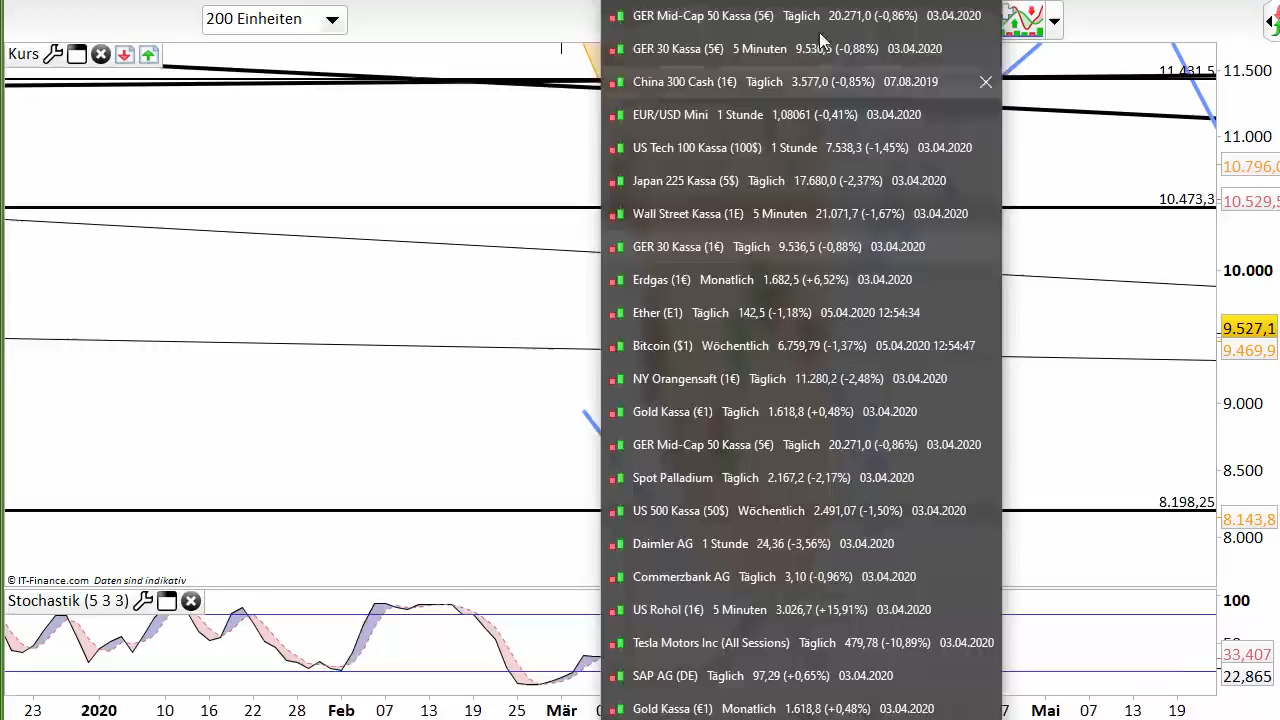 200 Einheiten
Kurs
GER Mid-Cap 50 Kassa (5€) Täglich 20.271,0 (-0,86%) 03.04.2020
GER 30 Kassa (5€) 5 Minuten (-0,88%) 03.04.2020
China 300 Cash (1€) Täglich 3.577,0 (-0,85%) 07.08.2019
EUR/USD Mini 1 Stunde 1,08061 (-0,41%) 03.04.2020
US Tech 100 Kassa (100$) 1 Stunde 7.538,3 (-1,45%) 03.04.2020
Japan 225 Kassa (5$) Täglich 17.680,0 (-2,37%) 03.04.2020
Wall Street Kassa (1E) 5 Minuten 21.071,7 (-1,67%) 03.04.2020
GER 30 Kassa (1€) Täglich 9.536,5 (-0,88%) 03.04.2020
Erdgas (1€) Monatlich 1.682,5 (+6,52%) 03.04.2020
Ether (E1) Täglich 142,5 (-1,18%) 05.04.2020 12:54:34
Bitcoin ($1) Wöchentlich 6.759,79 (-1,37%) 05.04.2020 12:54:47
NY Orangensaft (1€) Täglich 11.280,2 (-2,48%) 03.04.2020
Gold Kassa (€1) Täglich 1.618,8 (+0,48%) 03.04.2020
GER Mid-Cap 50 Kassa (5€) Täglich 20.271,0 (-0,86%) 03.04.2020
Spot Palladium Täglich 2.167,2 (-2,17%) 03.04.2020
US 500 Kassa (50$) Wöchentlich 2.491,07 (-1,50%) 03.04.2020
Daimler AG 1 Stunde 24,36 (-3,56%) 03.04.2020
Commerzbank AG Täglich 3,10 (-0,96%) 03.04.2020
US Rohöl (1€) 5 Minuten 3.026,7 (+15,91%) 03.04.2020
Tesla Motors Inc (All Sessions) Täglich 479,78 (-10,89%) 03.04.2020
SAP AG (DE) Täglich 97,29 (+0,65%) 03.04.2020
Gold Kassa (€1) Täglich 1.618,8 (+0,48%) 03.04.2020
11.431,5
11.500
11.000
10.796,0
10.473,3
10.529,5
10.000
9.527,1
9.469,9
9.000
8.500
8.198,25
8.143,8
8.000
© IT-Finance.com Daten sind indikativ
Stochastik (5 3 3)
100
33,407
22,865
23 2020 10 16 22 28 Feb 07 13 19 25 Mär
Mai 07 13 19